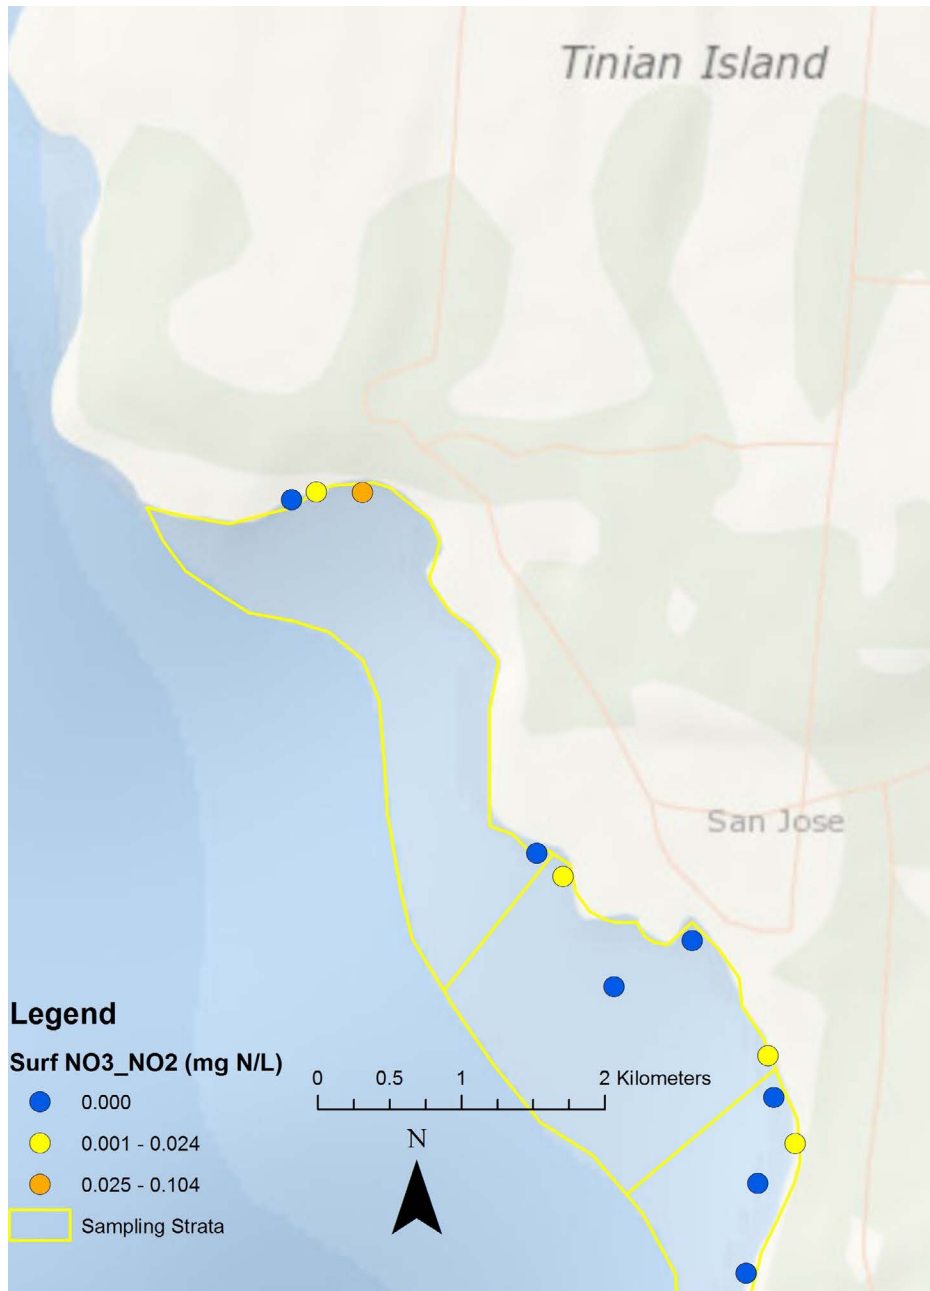 Tinian Island
San Jose
Legend
Surf NO3_NO2 (mg N/L)
0.000
0.001 - 0.024
0.025 - 0.104
Sampling Strata
0 0.5 1 2 Kilometers
N